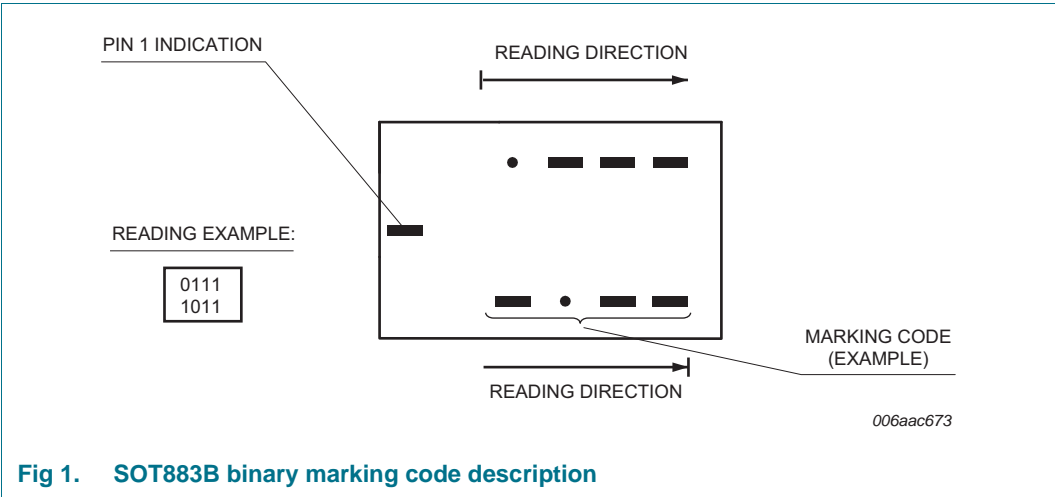 PIN 1 INDICATION
READING DIRECTION
READING EXAMPLE:
0111
1011
MARKING CODE
(EXAMPLE)
READING DIRECTION
006aac673
Fig 1. SOT883B binary marking code description